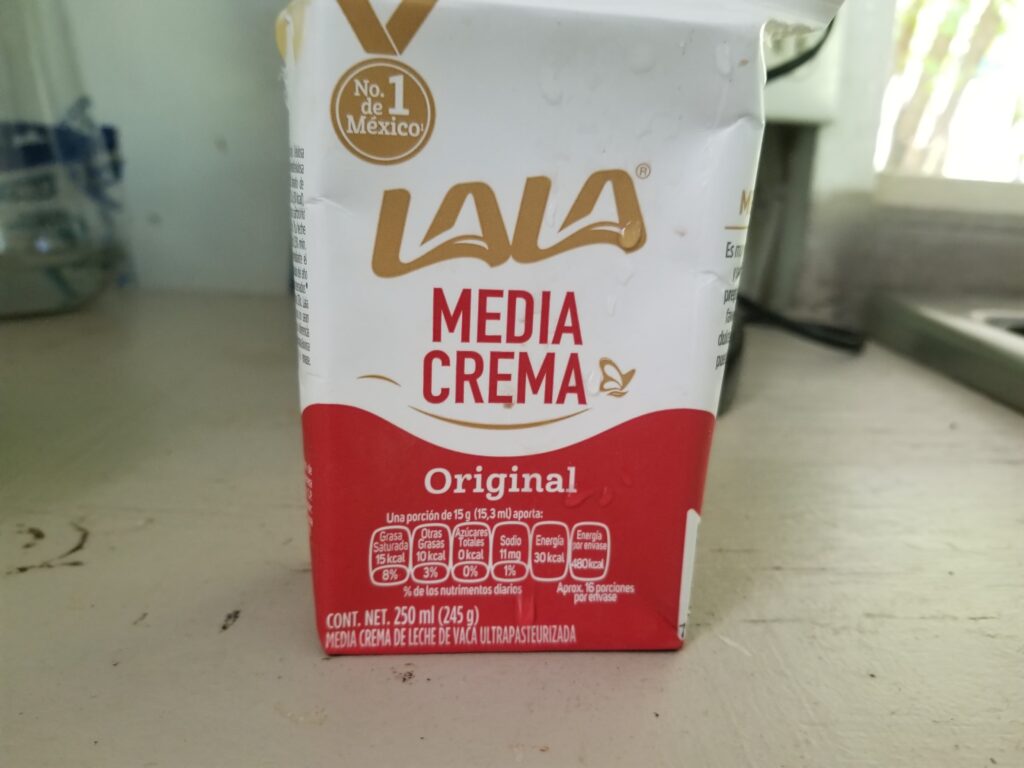 No. 1
de
México¹
LALA®
MEDIA
CREMA
Original
Una porción de 15 g (15,3 ml) aporta:
Grasa Saturada 15 kcal 8%
Otras Grasas 10 kcal 3%
Azúcares Totales 0 kcal 0%
Sodio 11 mg 1%
Energía 30 kcal
Energía por envase 480 kcal
% de los nutrimentos diarios
Aprox. 16 porciones
por envase
CONT. NET. 250 ml (245 g)
MEDIA CREMA DE LECHE DE VACA ULTRAPASTEURIZADA